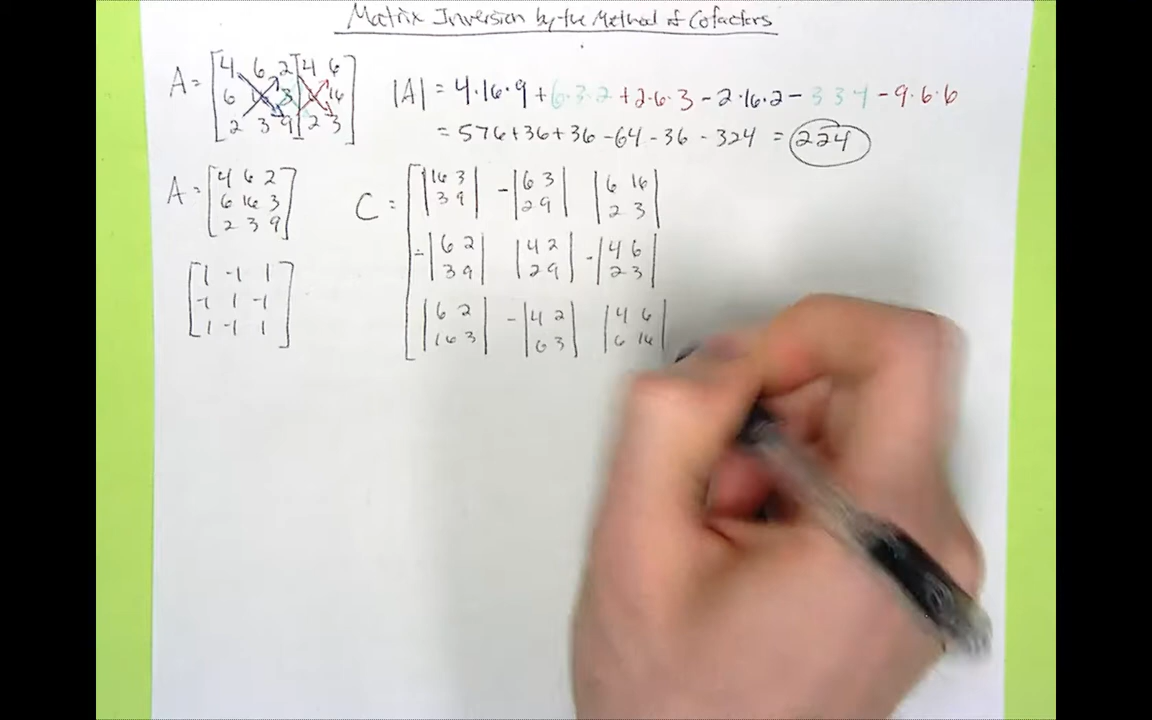 Matrix Inversion by the Method of Cofactors
A = [4 6 2 | 4 6]
[6 16 3 | 6 16]
[2 3 9 | 2 3]
|A| = 4·16·9 + 6·3·2 + 2·6·3 - 2·16·2 - 3 3 4 - 9·6·6
= 576+36+36 -64 -36 - 324 = 224
A = [4 6 2]
[6 16 3]
[2 3 9]
C = [|16 3| -|6 3| |6 16|]
[|3 9| |2 9| |2 3|]
[-|6 2| |4 2| -|4 6|]
[|3 9| |2 9| |2 3|]
[|6 2| -|4 2| |4 6|]
[|16 3| |6 3| |6 16|]
[1 -1 1]
[-1 1 -1]
[1 -1 1]